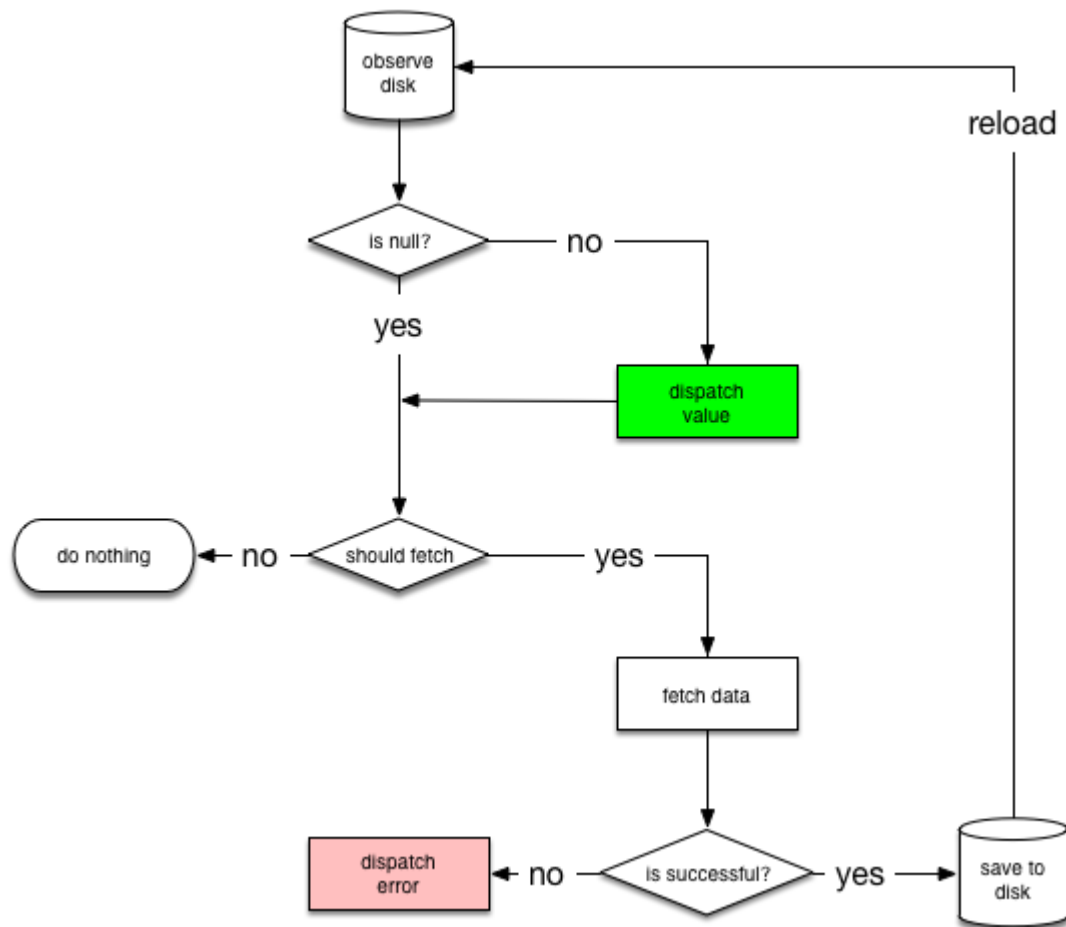 observe
disk
reload
is null?
no
yes
dispatch
value
do nothing
no
should fetch
yes
fetch data
dispatch
error
no
is successful?
yes
save to
disk